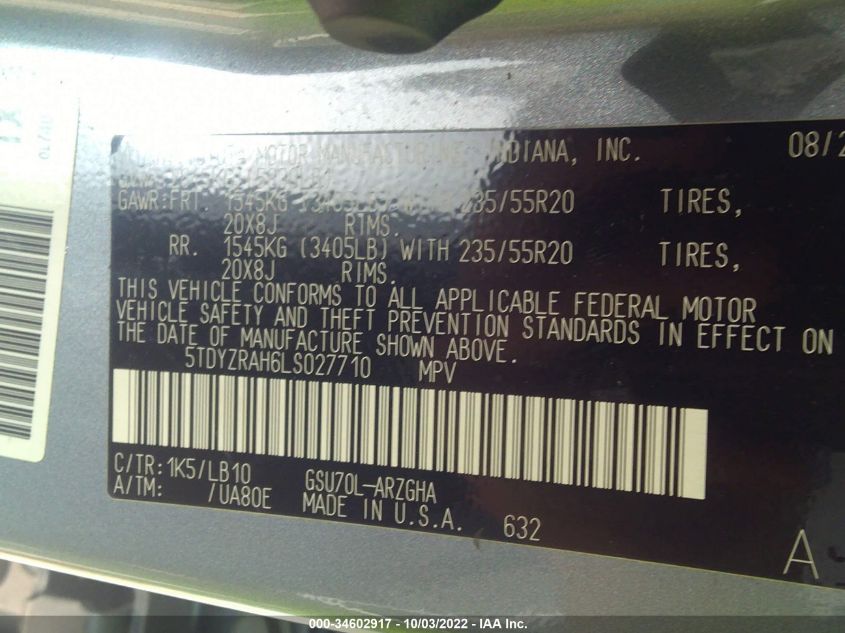 MOTOR MANUFACTURING, INDIANA, INC. 08/2
GAWR:FRT. 1545KG (3405LB) WITH 235/55R20 TIRES,
20X8J RIMS.
RR. 1545KG (3405LB) WITH 235/55R20 TIRES,
20X8J RIMS.
THIS VEHICLE CONFORMS TO ALL APPLICABLE FEDERAL MOTOR
VEHICLE SAFETY AND THEFT PREVENTION STANDARDS IN EFFECT ON
THE DATE OF MANUFACTURE SHOWN ABOVE.
5TDYZRAH6LS027710 MPV
C/TR:1K5/LB10 GSU70L-ARZGHA
A/TM: /UA80E MADE IN U.S.A. 632
A
000-34602917 - 10/03/2022 - IAA Inc.